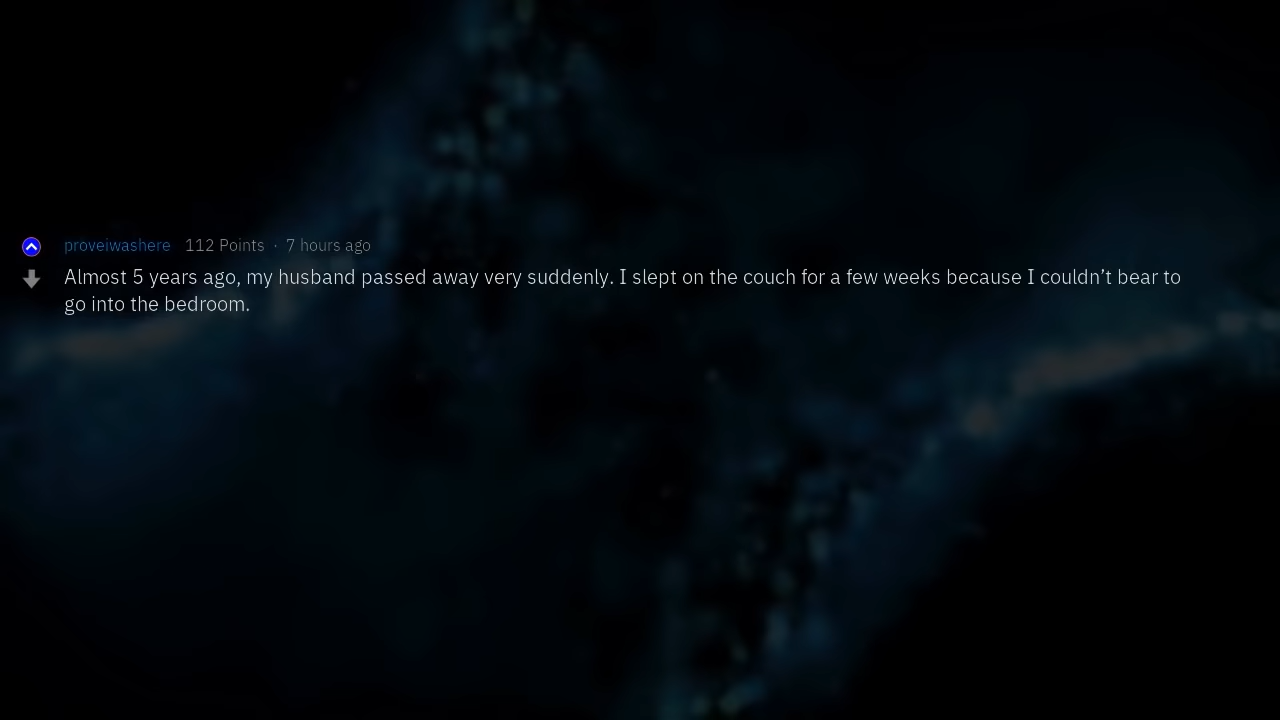 proveiwashere 112 Points · 7 hours ago
Almost 5 years ago, my husband passed away very suddenly. I slept on the couch for a few weeks because I couldn’t bear to
go into the bedroom.